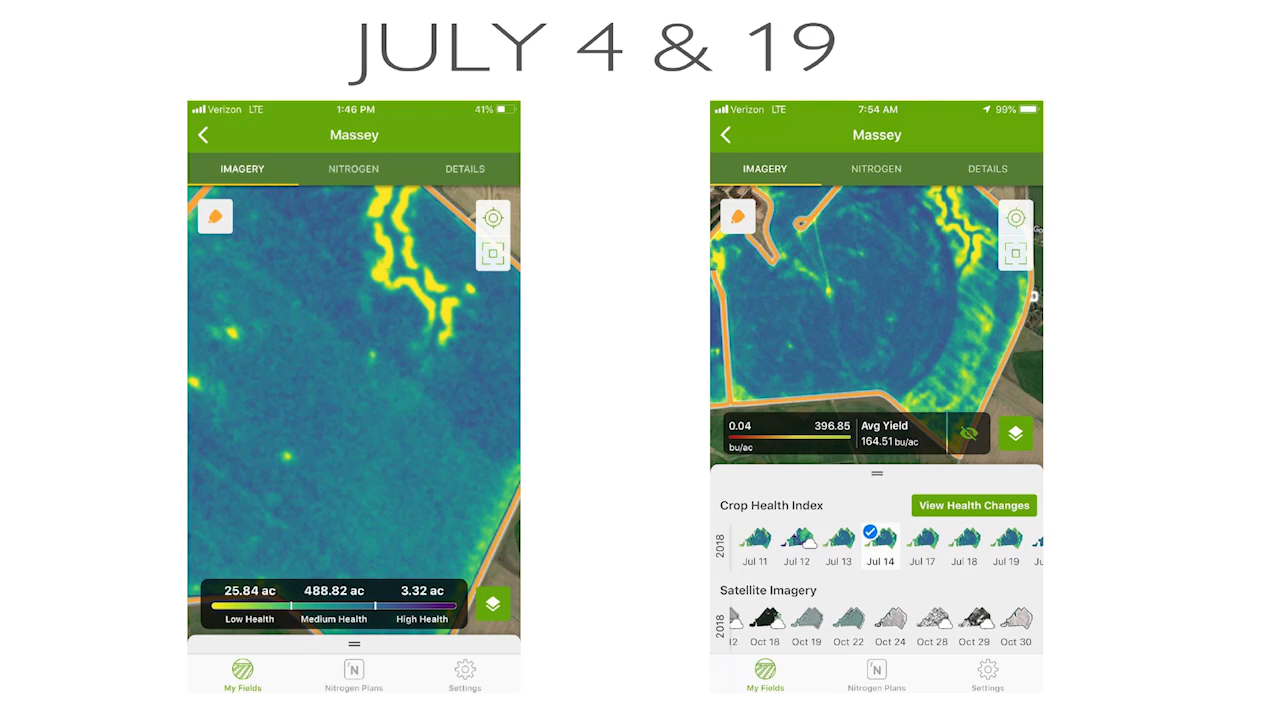 JULY 4 & 19
Verizon LTE 1:46 PM 41%
Massey
IMAGERY NITROGEN DETAILS
25.84 ac 488.82 ac 3.32 ac
Low Health Medium Health High Health
N
My Fields Nitrogen Plans Settings
Verizon LTE 7:54 AM 99%
Massey
IMAGERY NITROGEN DETAILS
Go
0.04 396.85 Avg Yield
bu/ac 164.51 bu/ac
Crop Health Index View Health Changes
2018
Jul 11 Jul 12 Jul 13 Jul 14 Jul 17 Jul 18 Jul 19
Satellite Imagery
2018
Oct 18 Oct 19 Oct 22 Oct 24 Oct 28 Oct 29 Oct 30
N
My Fields Nitrogen Plans Settings